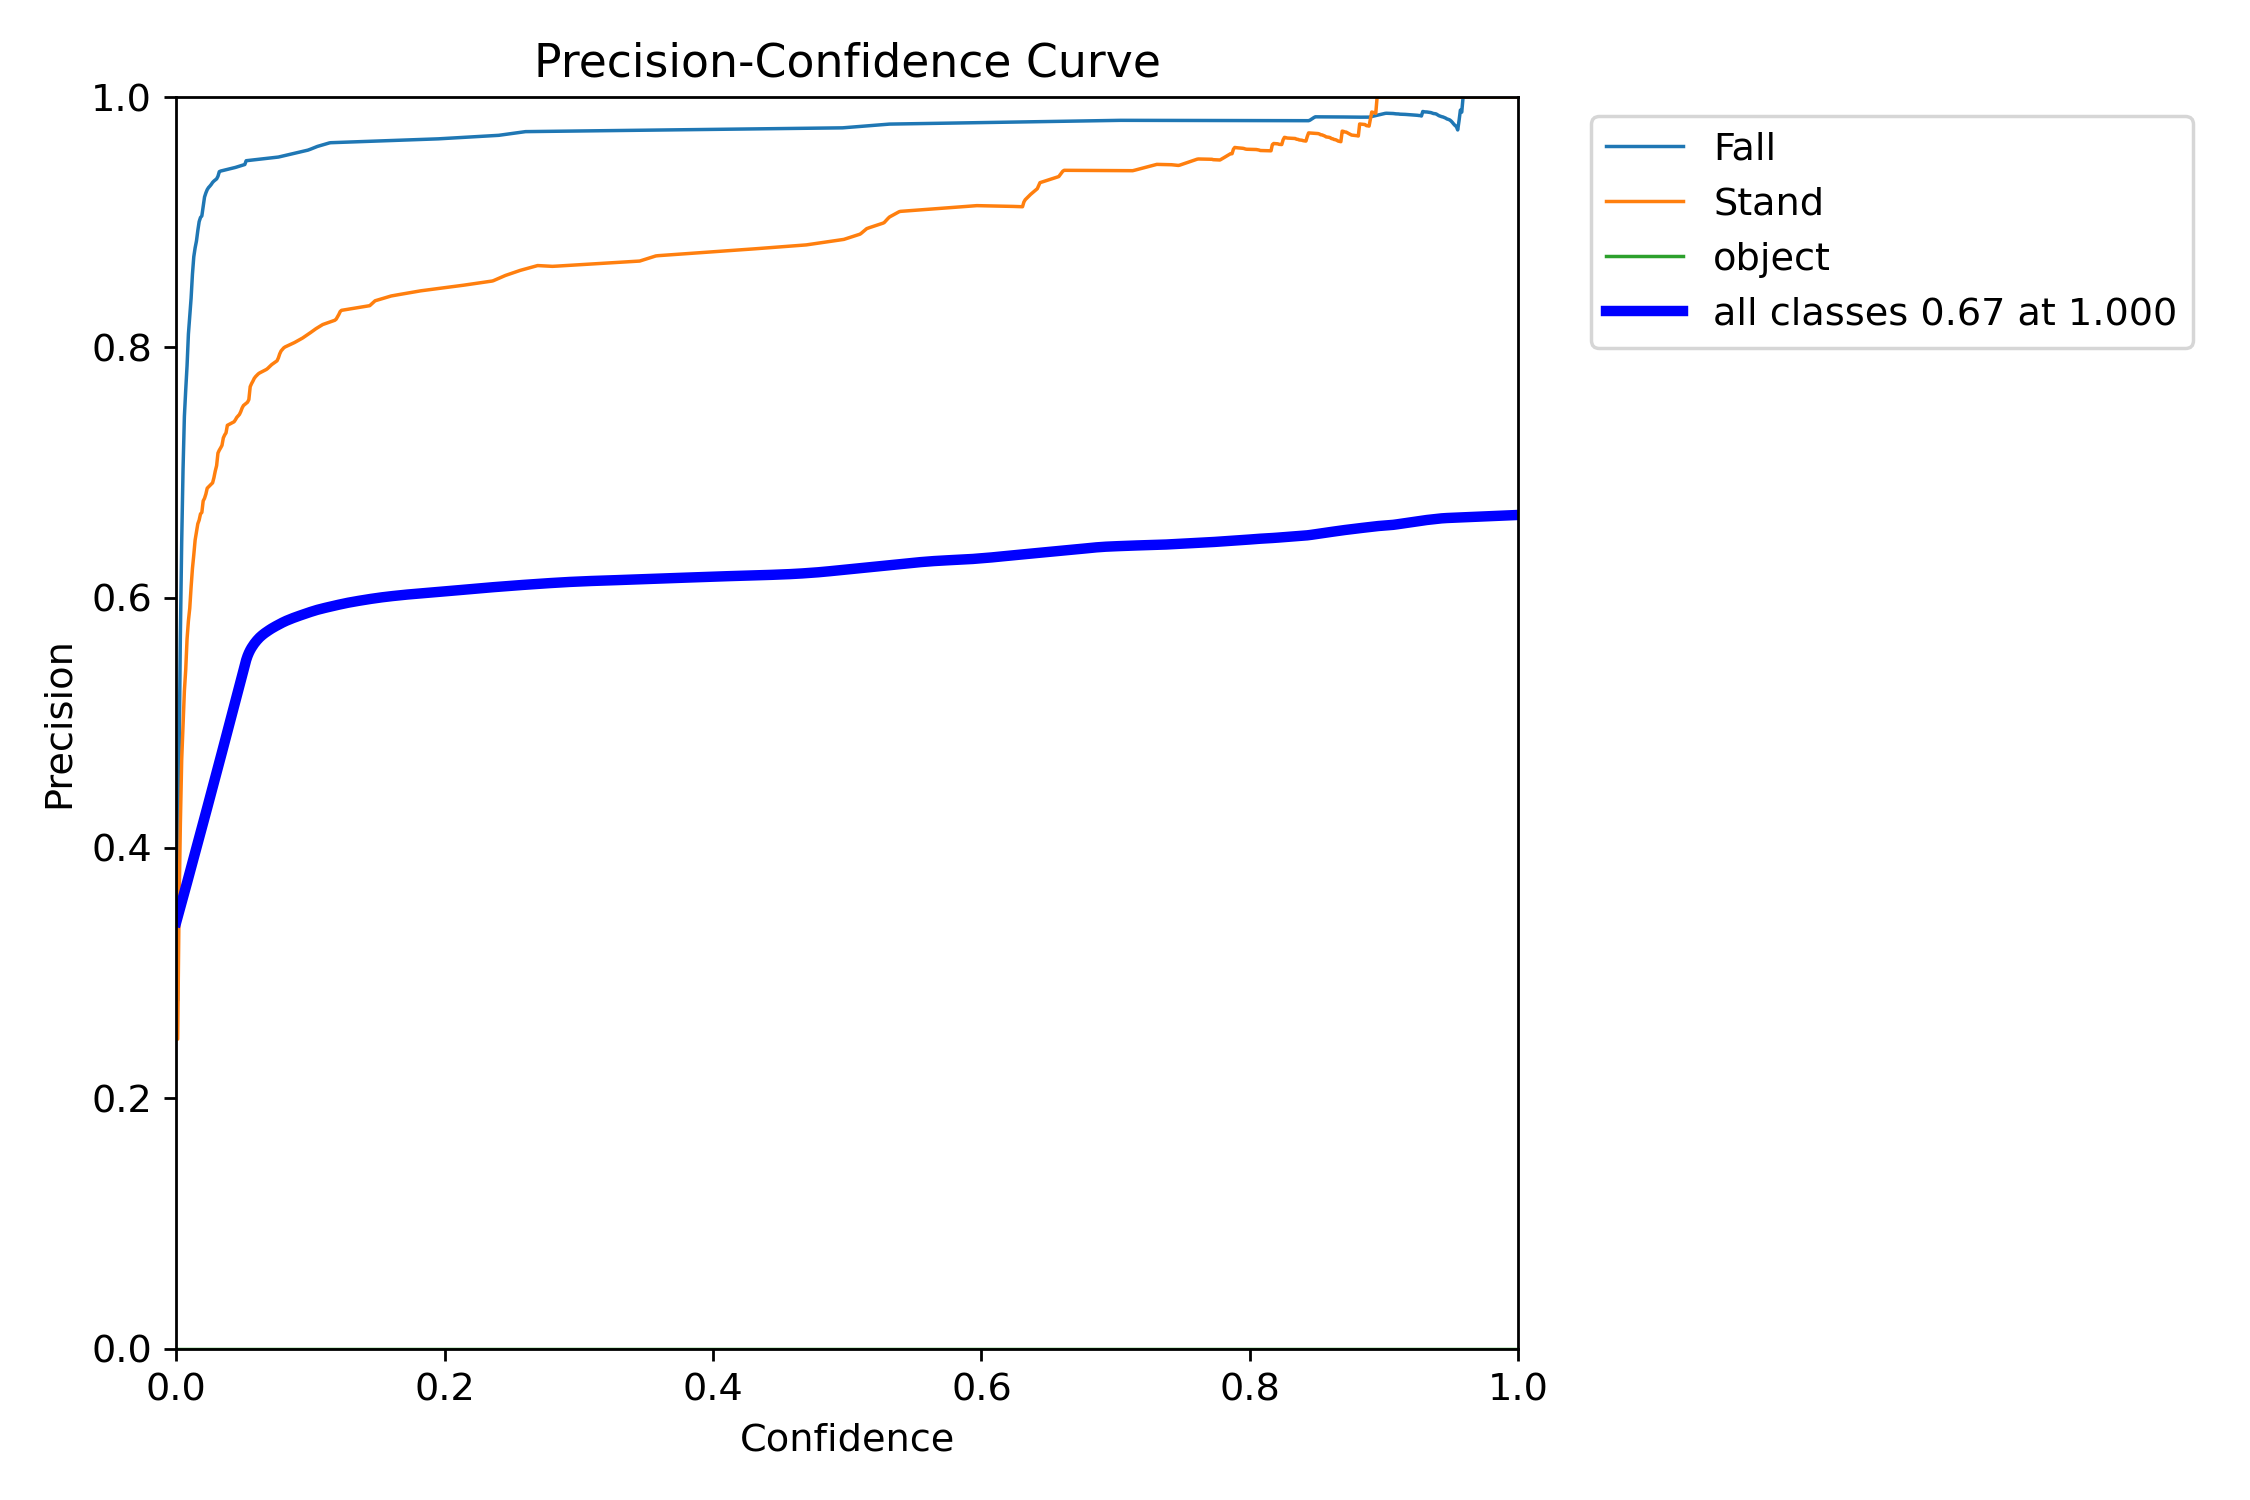 Precision-Confidence Curve
1.0
0.8
0.6
0.4
0.2
0.0
Precision
0.0 0.2 0.4 0.6 0.8 1.0
Confidence
Fall
Stand
object
all classes 0.67 at 1.000